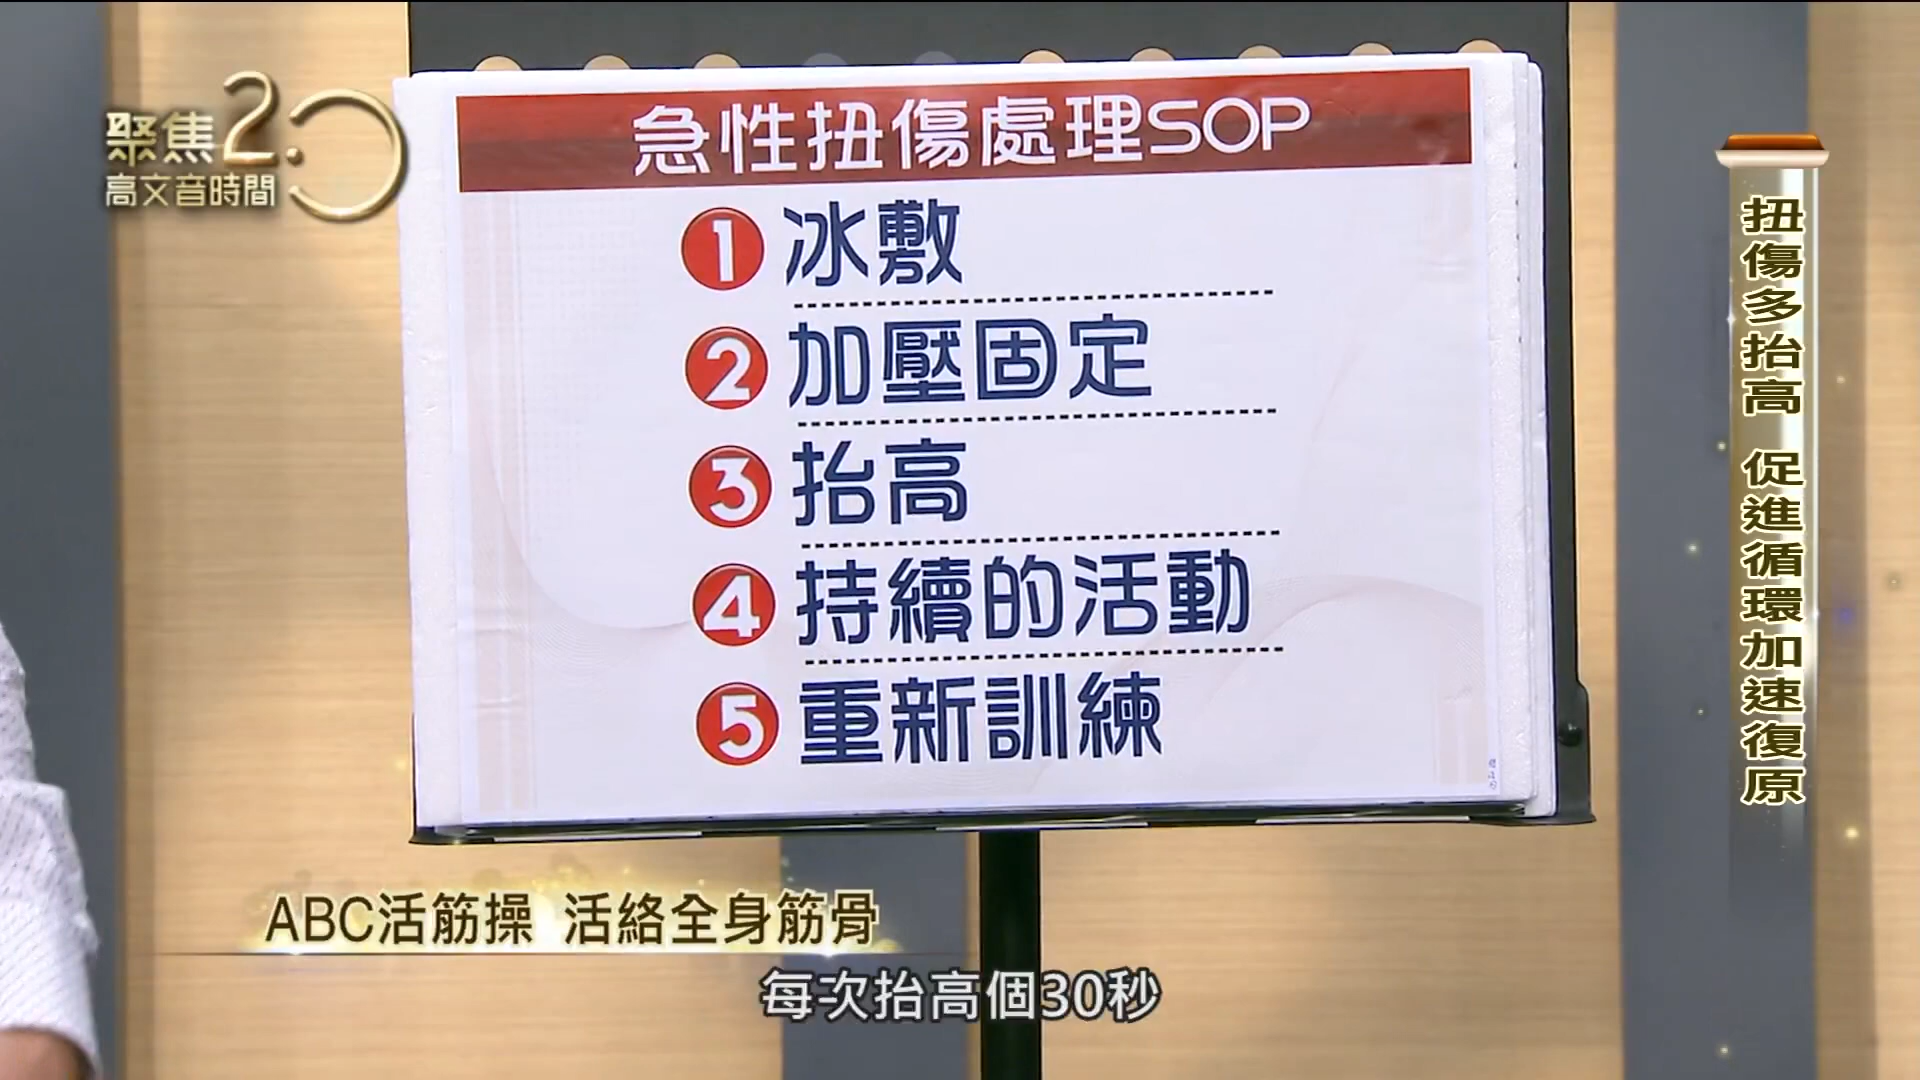 聚焦2.0
高文音時間
急性扭傷處理SOP
1 冰敷
2 加壓固定
3 抬高
4 持續的活動
5 重新訓練
扭傷多抬高 促進循環加速復原
ABC活筋操 活絡全身筋骨
每次抬高個30秒